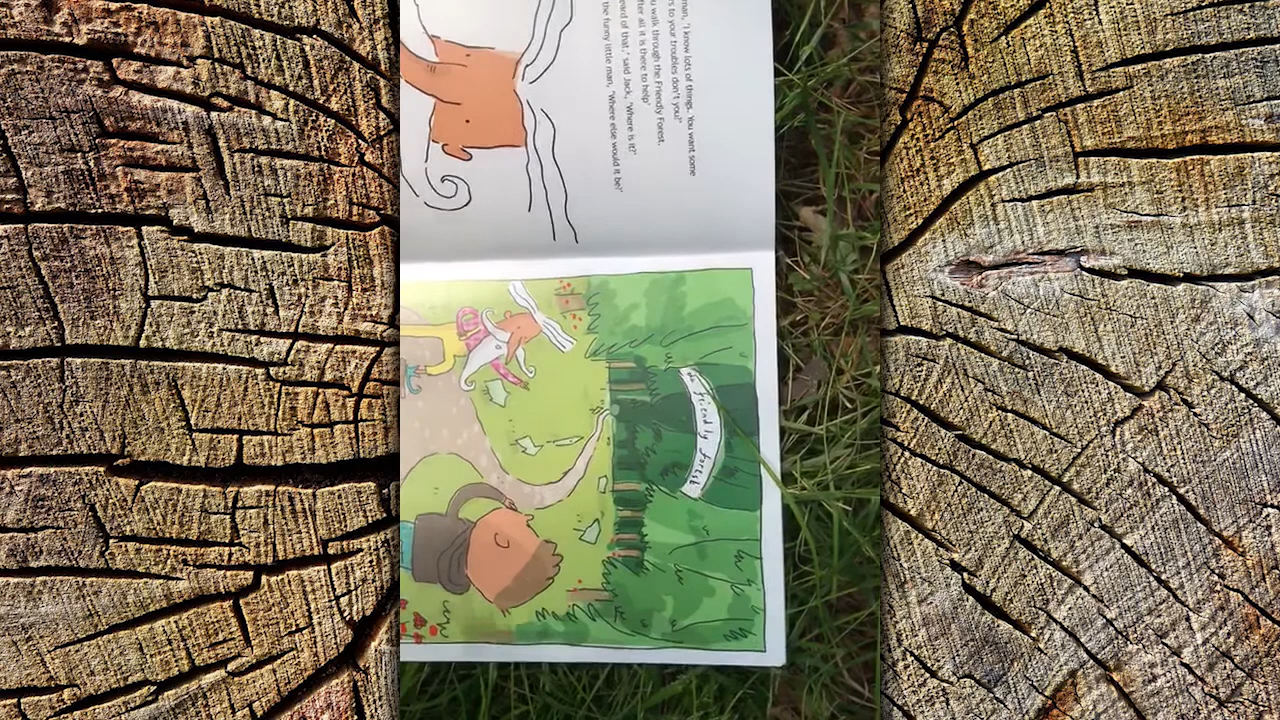 man, 'I know lots of things. You want some
s to your troubles don't you?'
u walk through the Friendly Forest.
fter all it is there to help'
eard of that,' said Jack, 'Where is it?'
the funny little man, 'Where else would it be?'
the friendly forest